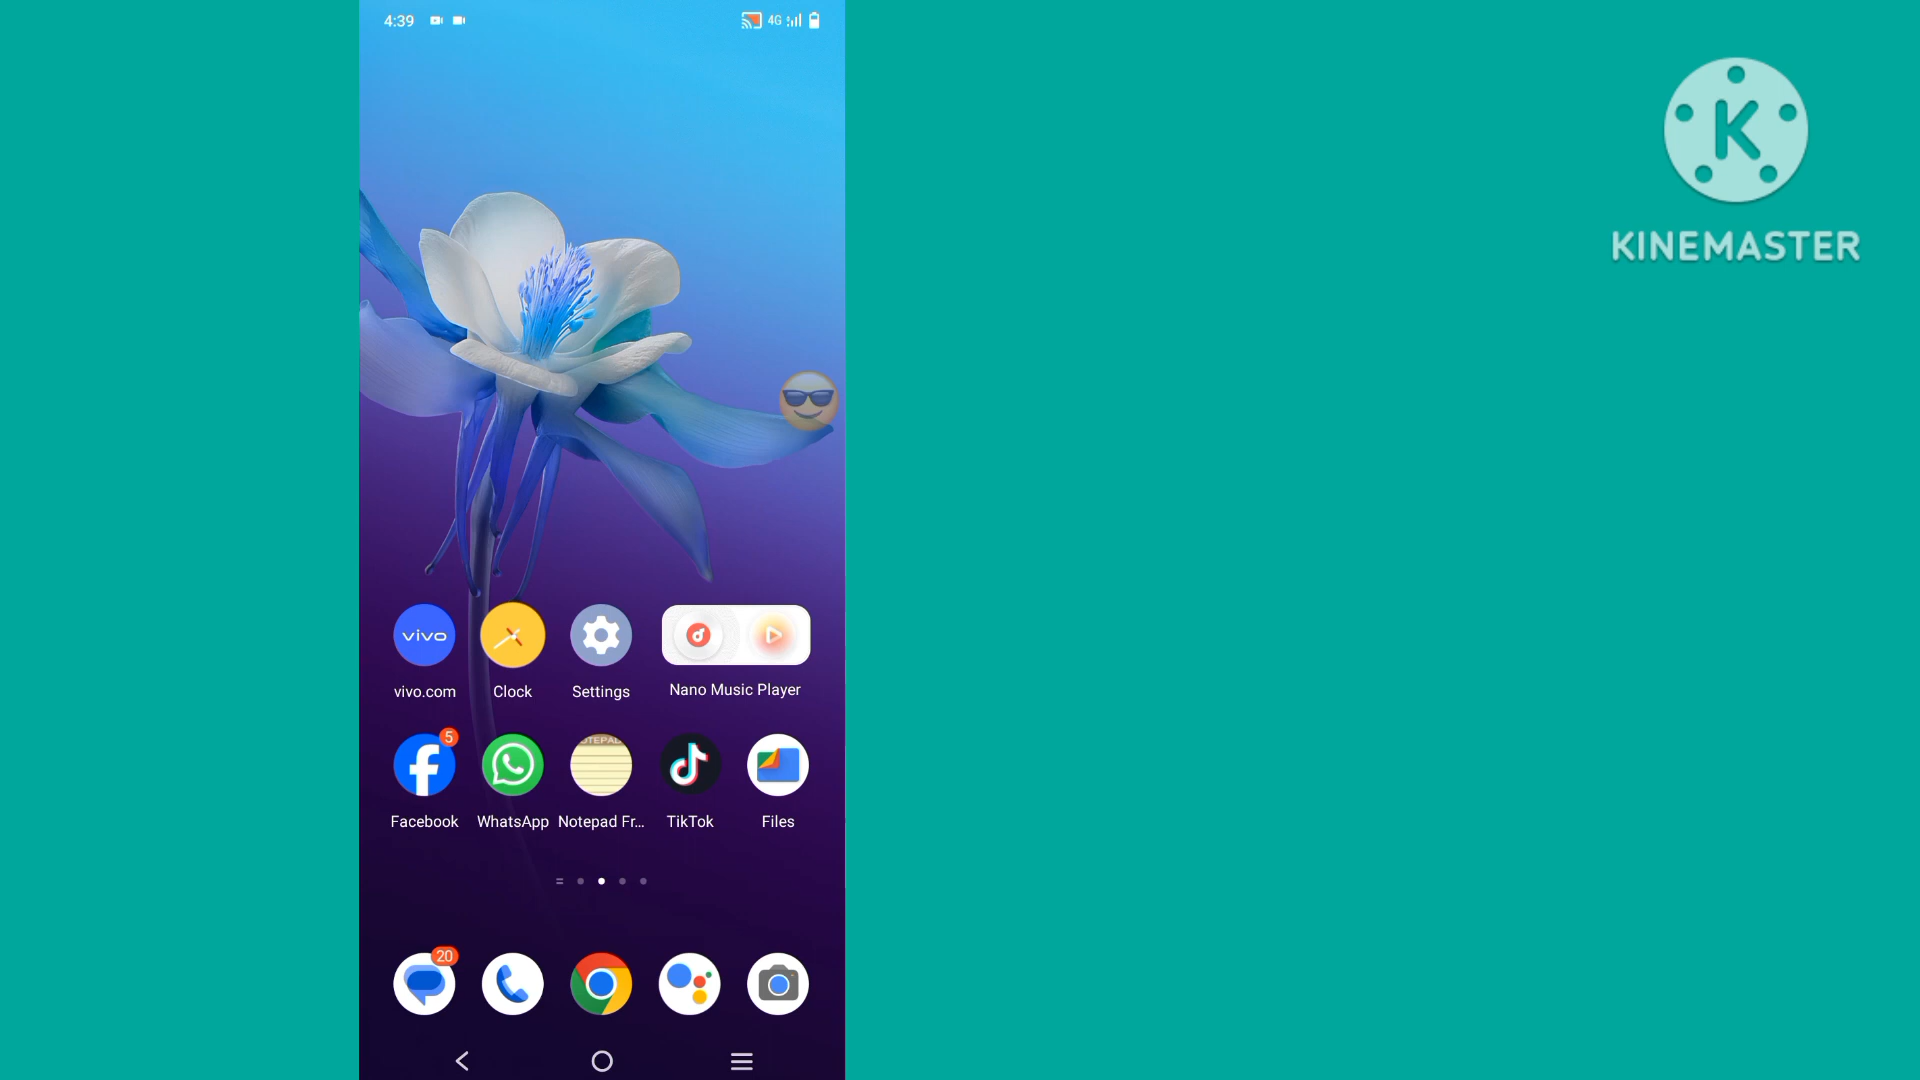 4:39
4G
K
KINEMASTER
vivo
vivo.com
Clock
Settings
Nano Music Player
5
Facebook
WhatsApp
Notepad Fr...
TikTok
Files
20